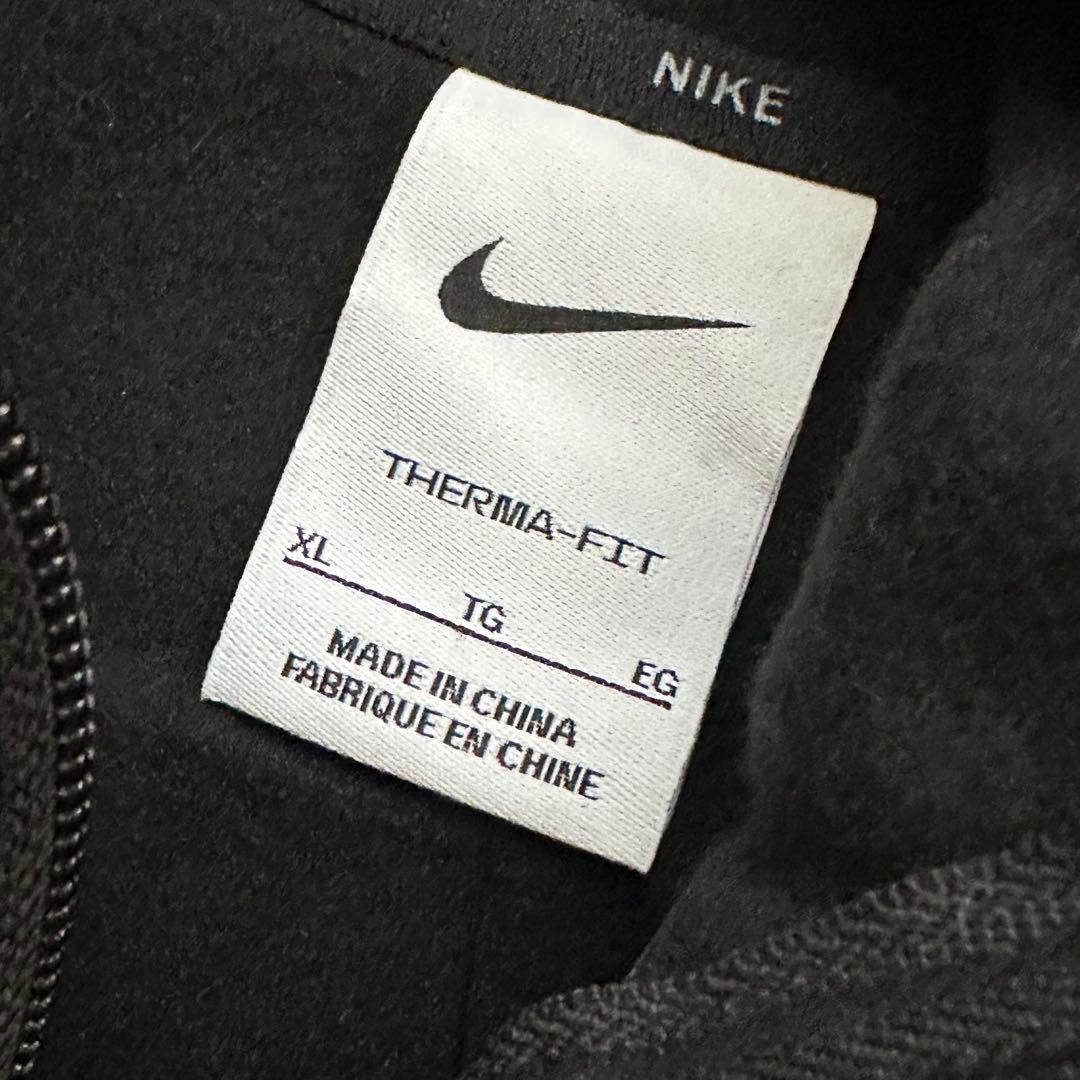 NIKE
THERMA-FIT
XL TG EG
MADE IN CHINA
FABRIQUE EN CHINE